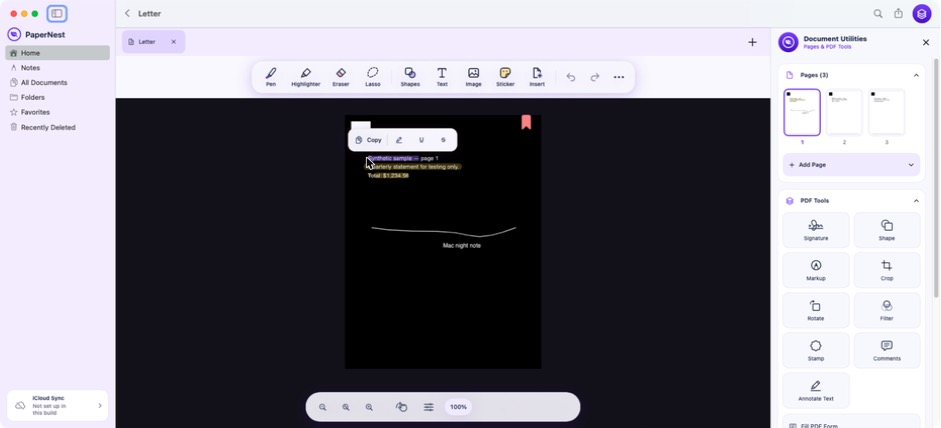 Letter
PaperNest
Home
Notes
All Documents
Folders
Favorites
Recently Deleted
iCloud Sync
Not set up in
this build
Letter
Pen
Highlighter
Eraser
Lasso
Shapes
Text
Image
Sticker
Insert
Copy
Synthetic sample — page 1
Quarterly statement for testing only.
Total: $1,234.56
Mac night note
100%
Document Utilities
Pages & PDF Tools
Pages (3)
1
2
3
Add Page
PDF Tools
Signature
Shape
Markup
Crop
Rotate
Filter
Stamp
Comments
Annotate Text
Fill PDF Form